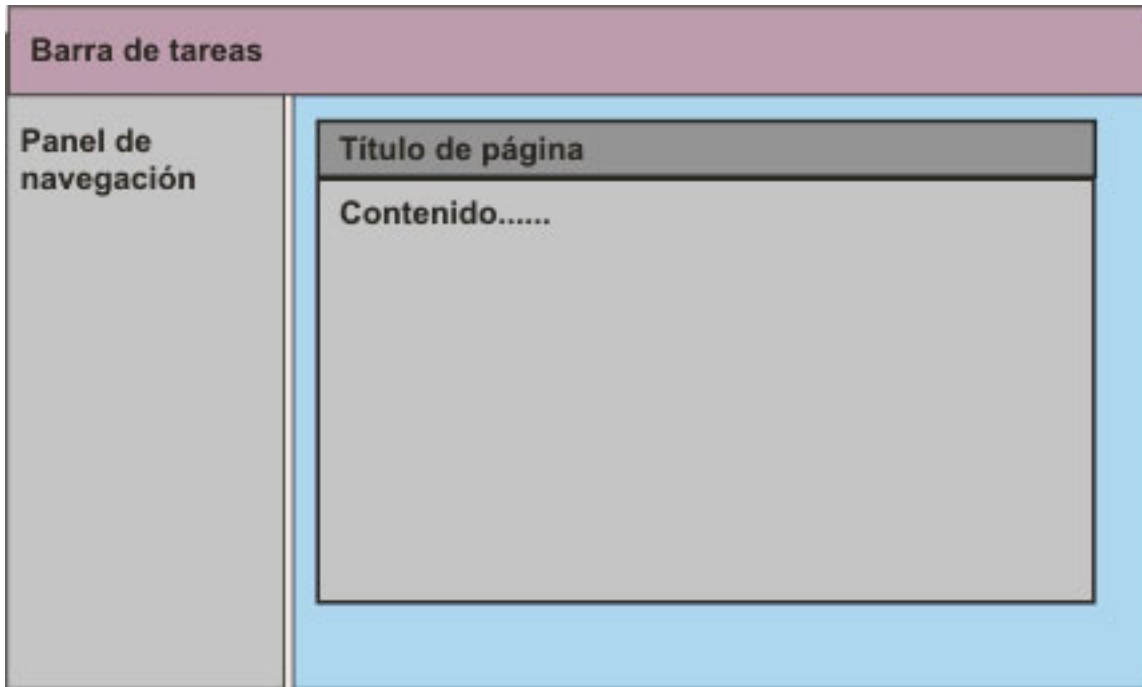 Barra de tareas
Panel de
navegación
Título de página
Contenido......